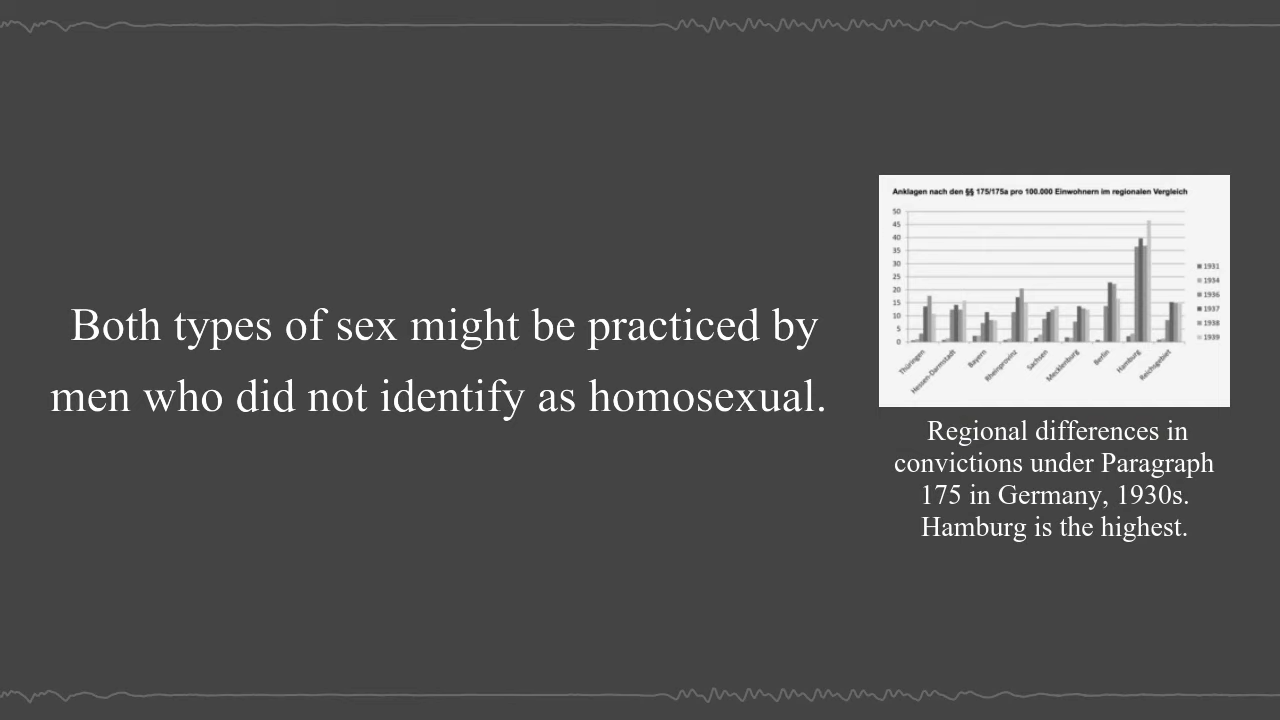 Both types of sex might be practiced by
men who did not identify as homosexual.
Anklagen nach den §§ 175/175a pro 100.000 Einwohnern im regionalen Vergleich
50
45
40
35
30
25
20
15
10
5
0
Thüringen
Hessen-Darmstadt
Bayern
Rheinprovinz
Sachsen
Mecklenburg
Berlin
Hamburg
Reichsgebiet
1931
1934
1936
1937
1938
1939
Regional differences in
convictions under Paragraph
175 in Germany, 1930s.
Hamburg is the highest.